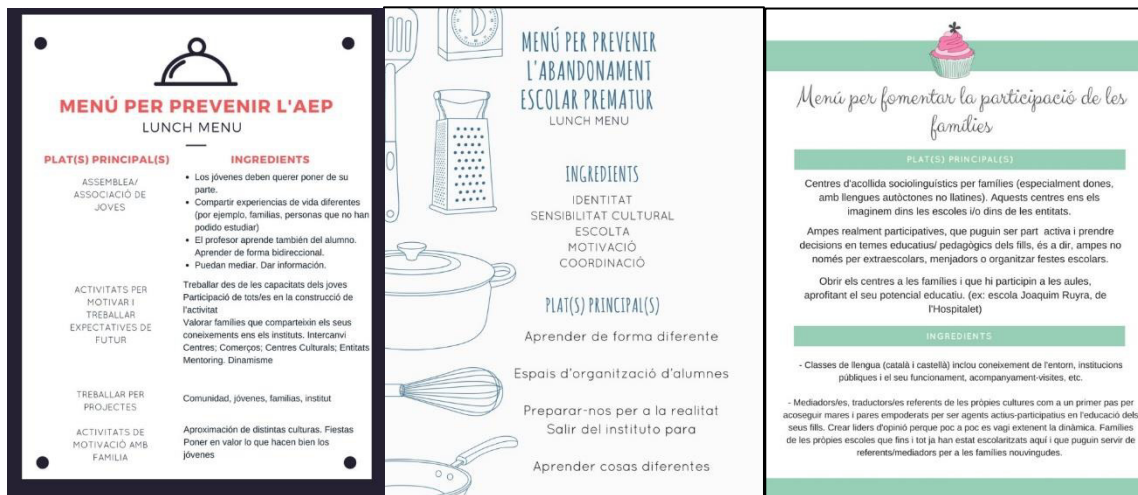 MENÚ PER PREVENIR L'AEP
LUNCH MENU
PLAT(S) PRINCIPAL(S)
INGREDIENTS
ASSEMBLEA/
ASSOCIACIÓ DE
JOVES
• Los jóvenes deben querer poner de su
parte.
• Compartir experiencias de vida diferentes
(por ejemplo, familias, personas que no han
podido estudiar)
• El profesor aprende también del alumno.
Aprender de forma bidireccional.
• Puedan mediar. Dar información.
ACTIVITATS PER
MOTIVAR I
TREBALLAR
EXPECTATIVES DE
FUTUR
Treballar des de les capacitats dels joves
Participació de tots/es en la construcció de
l'activitat
Valorar famílies que comparteixin els seus
coneixements ens els instituts. Intercanvi
Centres; Comerços; Centres Culturals; Entitats
Mentoring. Dinamisme
TREBALLAR PER
PROJECTES
Comunidad, jóvenes, familias, institut
ACTIVITATS DE
MOTIVACIÓ AMB
FAMILIA
Aproximación de distintas culturas. Fiestas
Poner en valor lo que hacen bien los
jóvenes
MENÚ PER PREVENIR
L'ABANDONAMENT
ESCOLAR PREMATUR
LUNCH MENU
INGREDIENTS
IDENTITAT
SENSIBILITAT CULTURAL
ESCOLTA
MOTIVACIÓ
COORDINACIÓ
PLAT(S) PRINCIPAL(S)
Aprender de forma diferente
Espais d'organització d'alumnes
Preparar-nos per a la realitat
Salir del instituto para
Aprender cosas diferentes
Menú per fomentar la participació de les
famílies
PLAT(S) PRINCIPAL(S)
Centres d'acollida sociolinguístics per famílies (especialment dones,
amb llengues autòctones no llatines). Aquests centres ens els
imaginem dins les escoles i/o dins de les entitats.
Ampes realment participatives, que puguin ser part activa i prendre
decisions en temes educatius/ pedagògics dels fills, és a dir, ampes no
només per extraescolars, menjadors o organitzar festes escolars.
Obrir els centres a les famílies i que hi participin a les aules,
aprofitant el seu potencial educatiu. (ex: escola Joaquim Ruyra, de
l'Hospitalet)
INGREDIENTS
- Classes de llengua (català i castellà) inclou coneixement de l'entorn, institucions
públiques i el seu funcionament, acompanyament-visites, etc.
- Mediadors/es, traductors/es referents de les pròpies cultures com a un primer pas per
acoseguir mares i pares empoderats per ser agents actius-participatius en l'educació dels
seus fills. Crear líders d'opinió perque poc a poc es vagi extenent la dinàmica. Famílies
de les pròpies escoles que fins i tot ja han estat escolaritzats aquí i que puguin servir de
referents/mediadors per a les famílies nouvingudes.